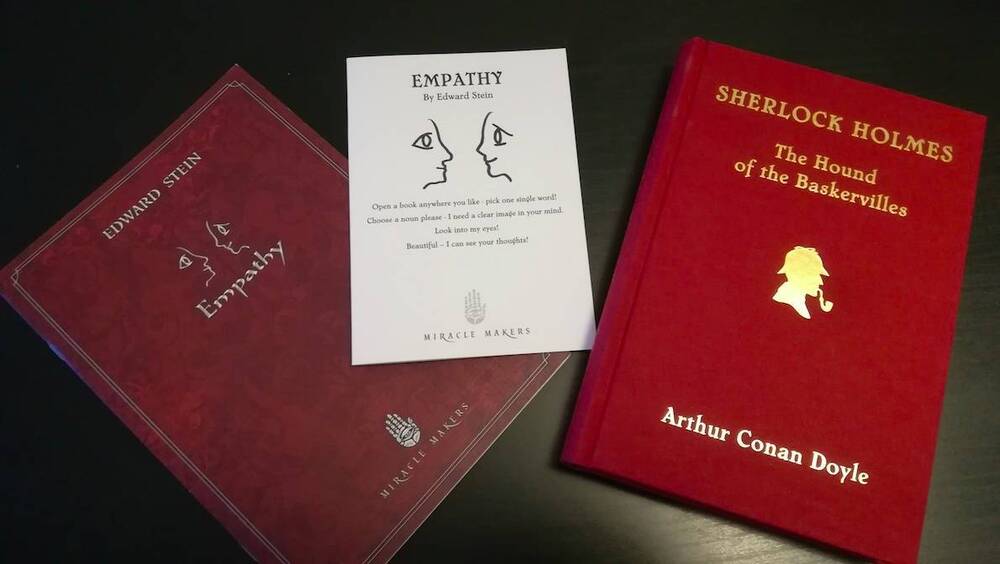 EDWARD STEIN
Empathy
MIRACLE MAKERS
EMPATHY
By Edward Stein
Open a book anywhere you like - pick one single word!
Choose a noun please - I need a clear image in your mind.
Look into my eyes!
Beautiful – I can see your thoughts!
MIRACLE MAKERS
SHERLOCK HOLMES
The Hound
of the Baskervilles
Arthur Conan Doyle